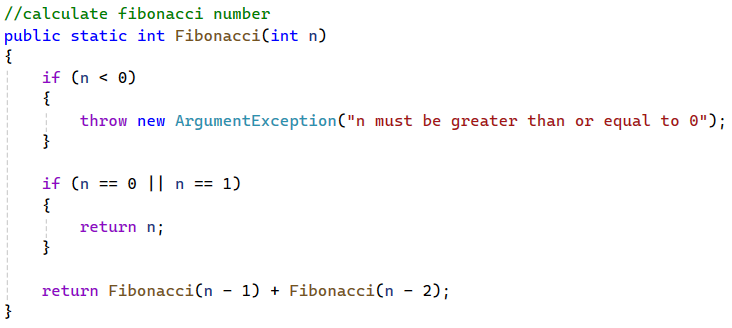 //calculate fibonacci number
public static int Fibonacci(int n)
{
    if (n < 0)
    {
        throw new ArgumentException("n must be greater than or equal to 0");
    }

    if (n == 0 || n == 1)
    {
        return n;
    }

    return Fibonacci(n - 1) + Fibonacci(n - 2);
}